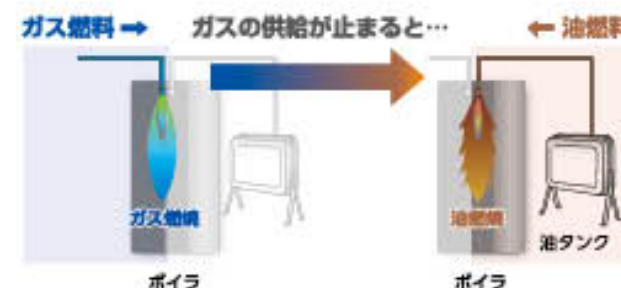 ガス燃料 → ガスの供給が止まると… ← 油燃料
ガス燃焼
油燃焼
油タンク
ボイラ
ボイラ